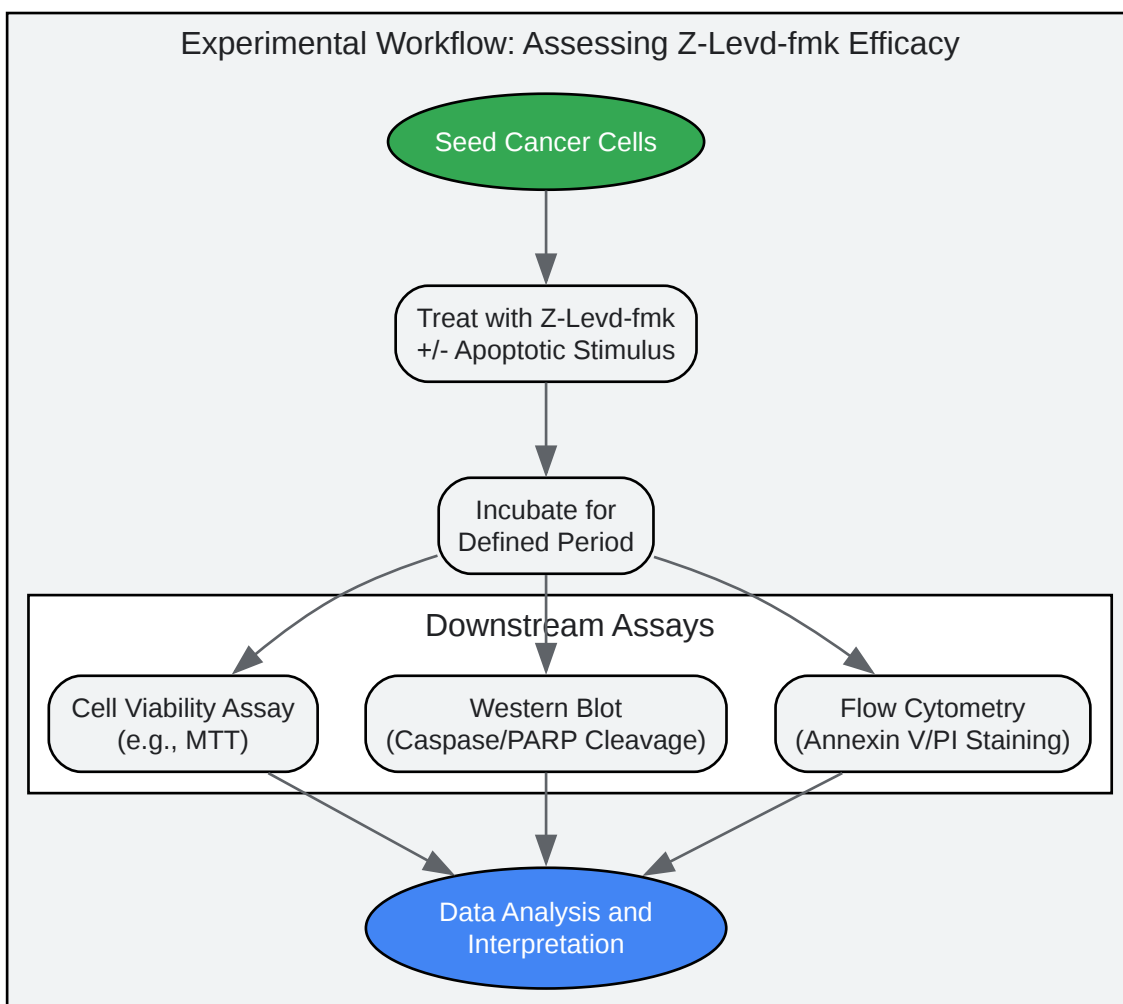 Experimental Workflow: Assessing Z-Levd-fmk Efficacy
Seed Cancer Cells
Treat with Z-Levd-fmk
+/- Apoptotic Stimulus
Incubate for
Defined Period
Downstream Assays
Cell Viability Assay
(e.g., MTT)
Western Blot
(Caspase/PARP Cleavage)
Flow Cytometry
(Annexin V/PI Staining)
Data Analysis and
Interpretation